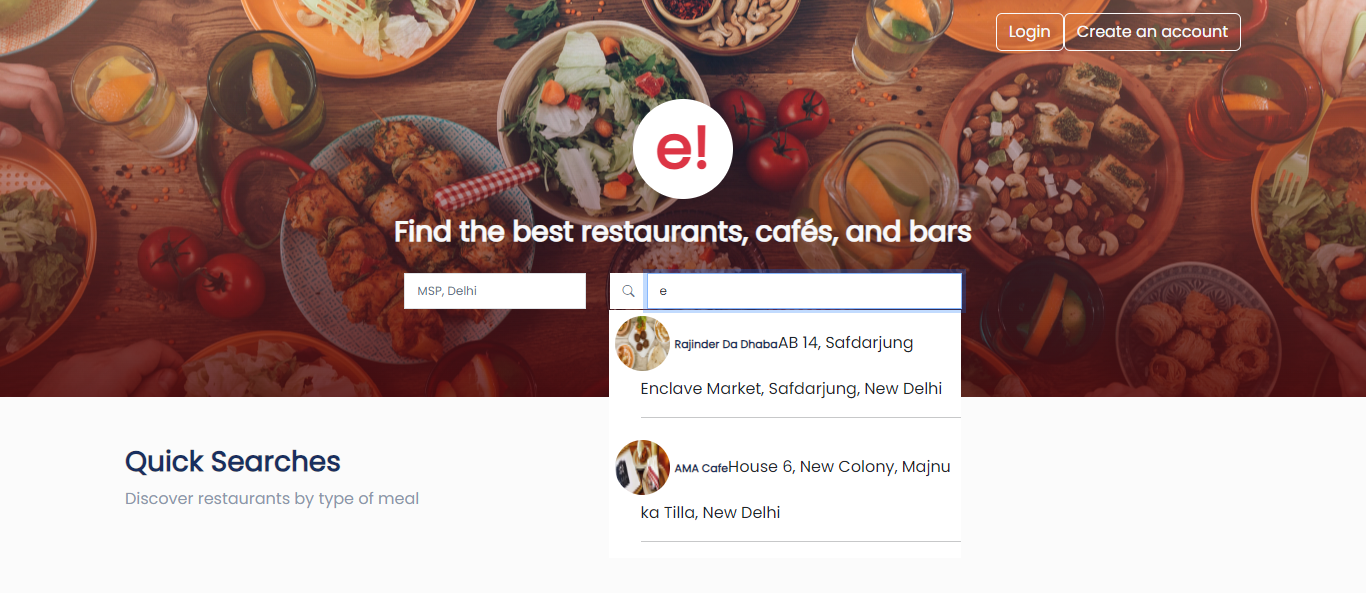 Login
Create an account
e!
Find the best restaurants, cafés, and bars
MSP, Delhi
e
Rajinder Da DhabaAB 14, Safdarjung
Enclave Market, Safdarjung, New Delhi
AMA CafeHouse 6, New Colony, Majnu
ka Tilla, New Delhi
Quick Searches
Discover restaurants by type of meal